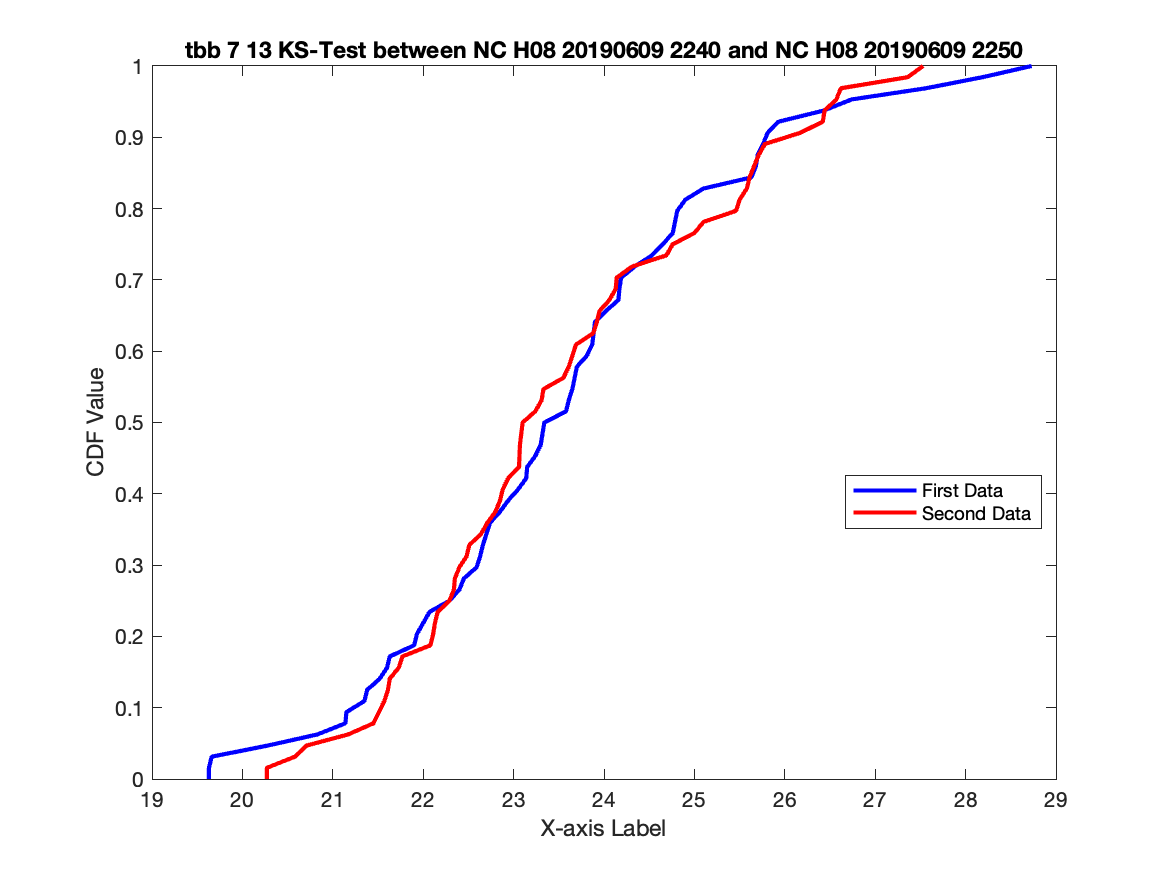 tbb 7 13 KS-Test between NC H08 20190609 2240 and NC H08 20190609 2250
1
0.9
0.8
0.7
0.6
0.5
0.4
0.3
0.2
0.1
0
CDF Value
First Data
Second Data
19 20 21 22 23 24 25 26 27 28 29
X-axis Label